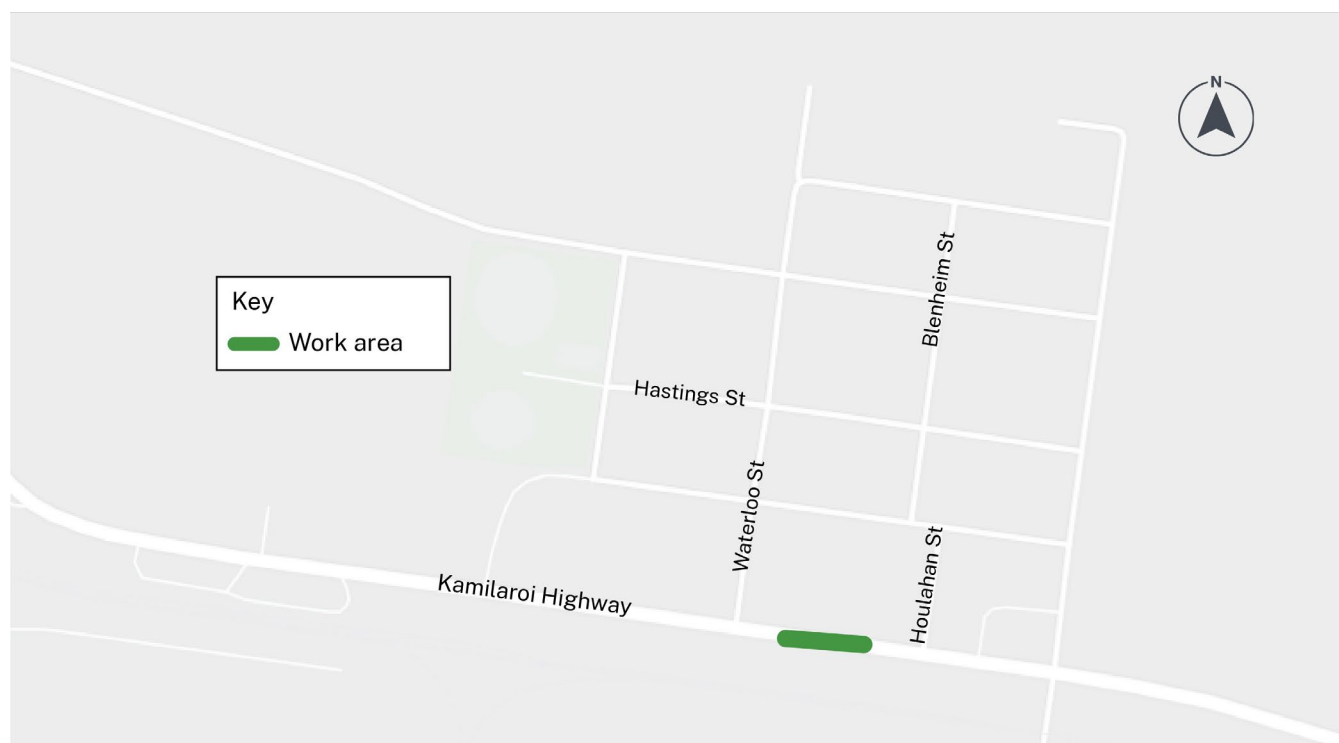 N
Blenheim St
Key
Work area
Hastings St
Waterloo St
Houlahan St
Kamilaroi Highway